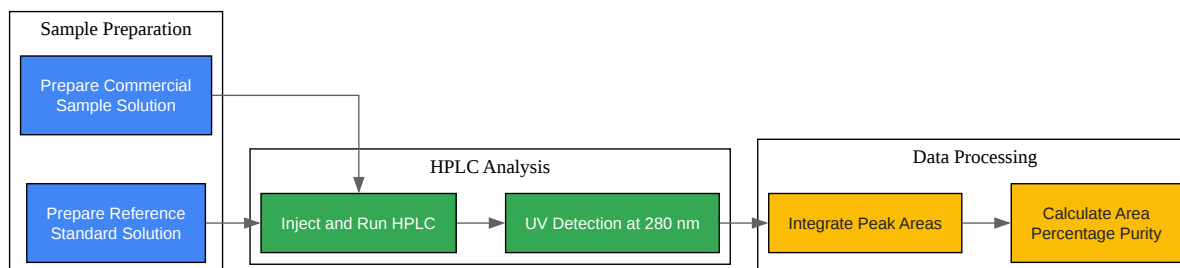 Sample Preparation
Prepare Commercial
Sample Solution
Prepare Reference
Standard Solution
HPLC Analysis
Inject and Run HPLC
UV Detection at 280 nm
Data Processing
Integrate Peak Areas
Calculate Area
Percentage Purity